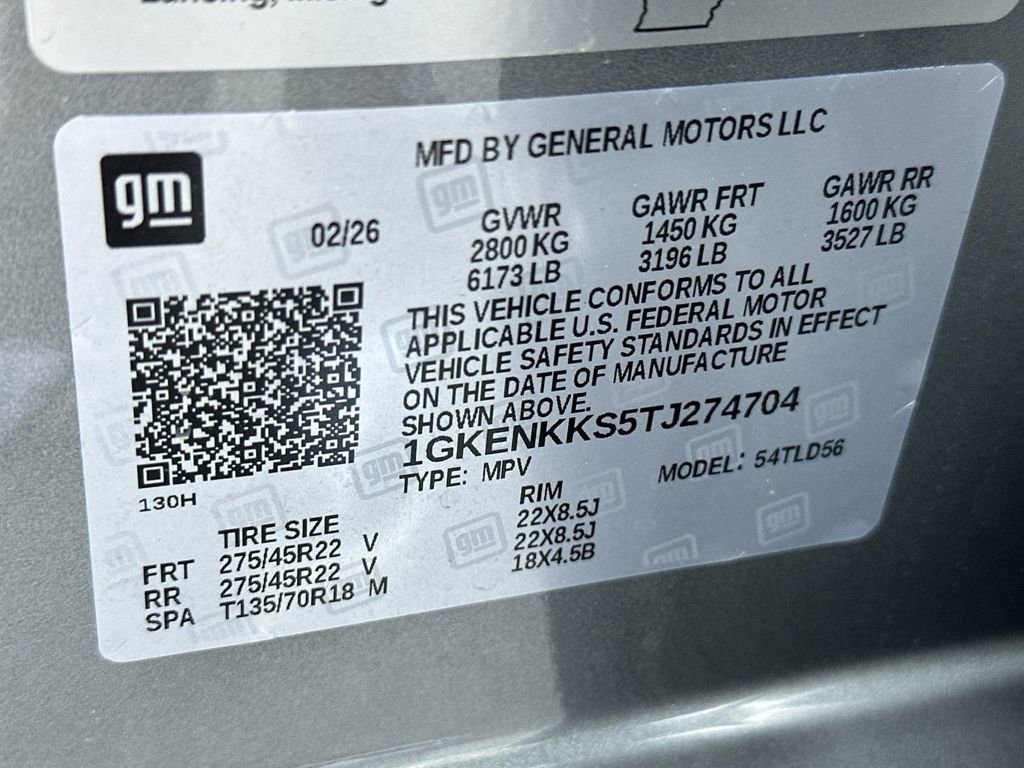 gm
MFD BY GENERAL MOTORS LLC
02/26
GVWR GAWR FRT GAWR RR
2800 KG 1450 KG 1600 KG
6173 LB 3196 LB 3527 LB
THIS VEHICLE CONFORMS TO ALL
APPLICABLE U.S. FEDERAL MOTOR
VEHICLE SAFETY STANDARDS IN EFFECT
ON THE DATE OF MANUFACTURE
SHOWN ABOVE.
1GKENKKS5TJ274704
TYPE: MPV MODEL: 54TLD56
130H
TIRE SIZE RIM
FRT 275/45R22 V 22X8.5J
RR 275/45R22 V 22X8.5J
SPA T135/70R18 M 18X4.5B